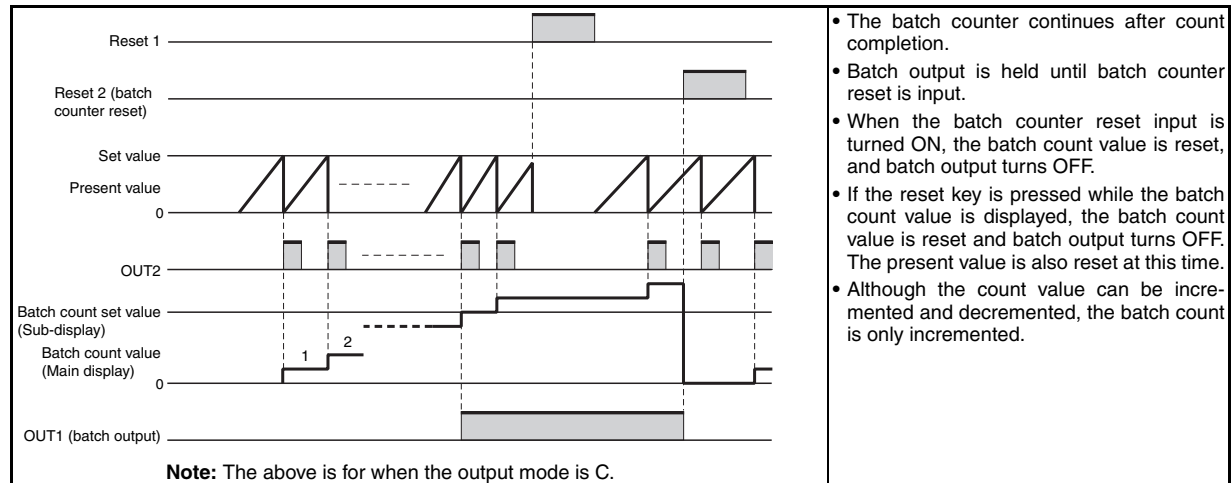 Reset 1
Reset 2 (batch
counter reset)
Set value
Present value
0
OUT2
Batch count set value
(Sub-display)
Batch count value
(Main display)
1
2
0
OUT1 (batch output)
Note: The above is for when the output mode is C.
• The batch counter continues after count
completion.
• Batch output is held until batch counter
reset is input.
• When the batch counter reset input is
turned ON, the batch count value is reset,
and batch output turns OFF.
• If the reset key is pressed while the batch
count value is displayed, the batch count
value is reset and batch output turns OFF.
The present value is also reset at this time.
• Although the count value can be incre-
mented and decremented, the batch count
is only incremented.